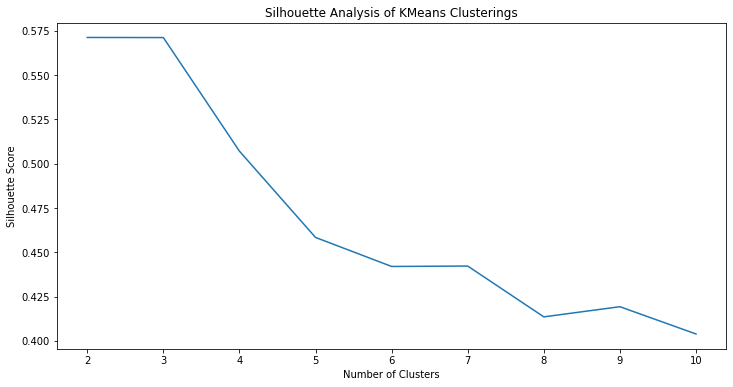 Silhouette Analysis of KMeans Clusterings
0.575
0.550
0.525
0.500
0.475
0.450
0.425
0.400
Silhouette Score
2 3 4 5 6 7 8 9 10
Number of Clusters